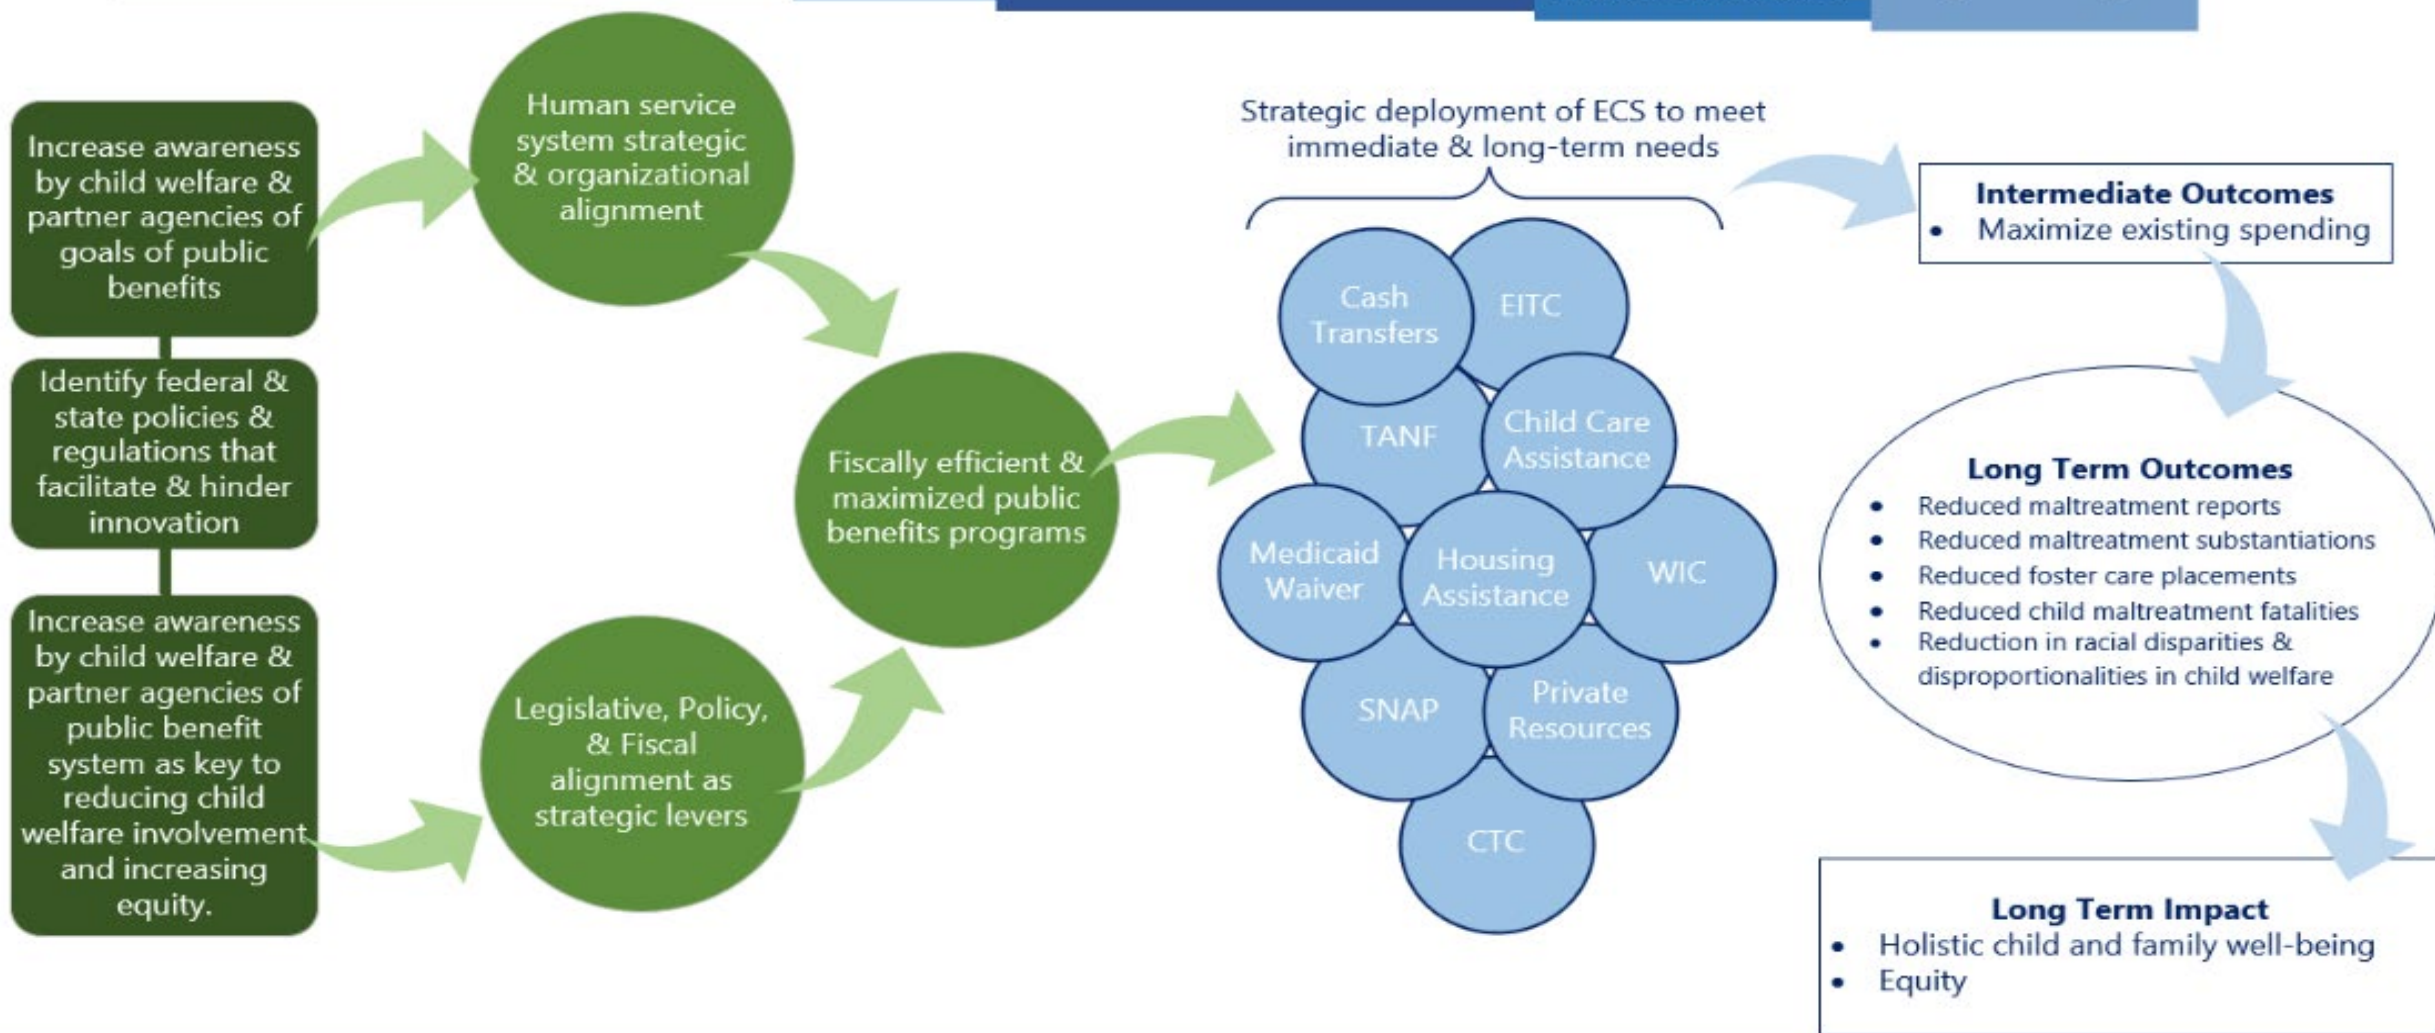 Increase awareness
by child welfare &
partner agencies of
goals of public
benefits
Identify federal &
state policies &
regulations that
facilitate & hinder
innovation
Increase awareness
by child welfare &
partner agencies of
public benefit
system as key to
reducing child
welfare involvement
and increasing
equity.
Human service
system strategic
& organizational
alignment
Legislative, Policy,
& Fiscal
alignment as
strategic levers
Fiscally efficient &
maximized public
benefits programs
Strategic deployment of ECS to meet
immediate & long-term needs
Cash
Transfers
EITC
TANF
Child Care
Assistance
Medicaid
Waiver
Housing
Assistance
WIC
SNAP
Private
Resources
CTC
Intermediate Outcomes
• Maximize existing spending
Long Term Outcomes
• Reduced maltreatment reports
• Reduced maltreatment substantiations
• Reduced foster care placements
• Reduced child maltreatment fatalities
• Reduction in racial disparities &
disproportionalities in child welfare
Long Term Impact
• Holistic child and family well-being
• Equity